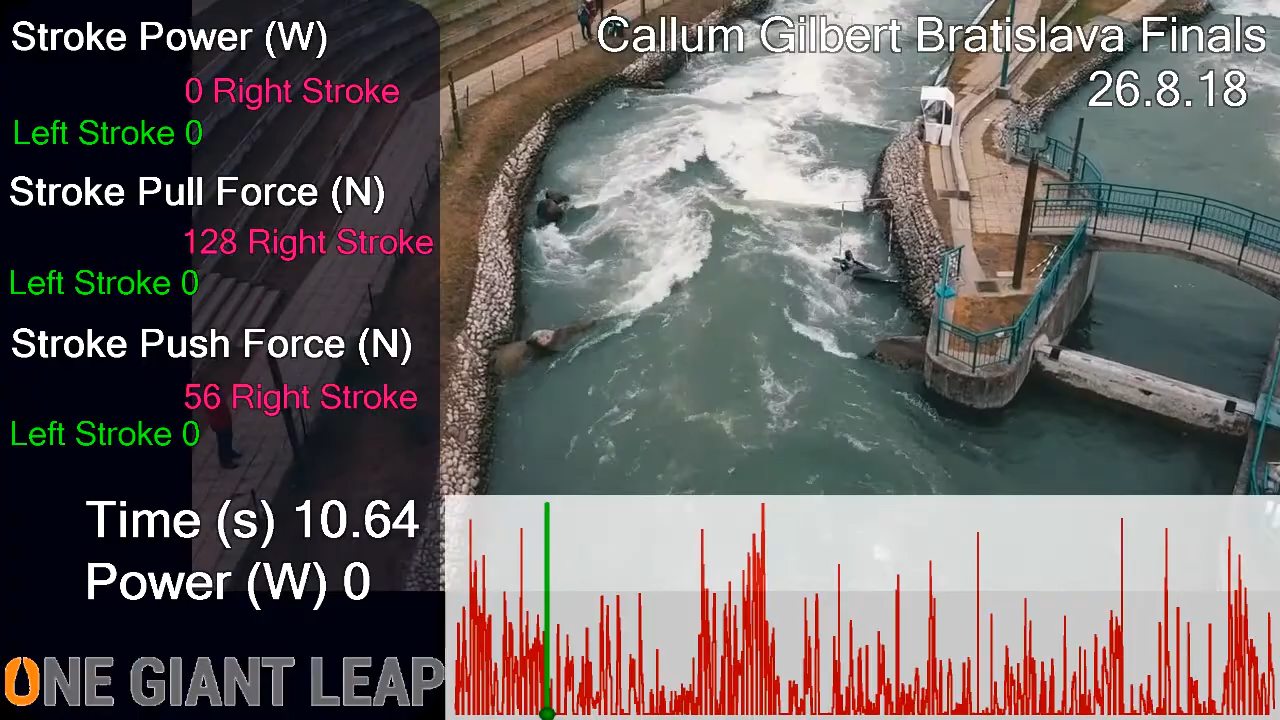 Stroke Power (W)
0 Right Stroke
Left Stroke 0
Stroke Pull Force (N)
128 Right Stroke
Left Stroke 0
Stroke Push Force (N)
56 Right Stroke
Left Stroke 0
Time (s) 10.64
Power (W) 0
ONE GIANT LEAP
Callum Gilbert Bratislava Finals
26.8.18